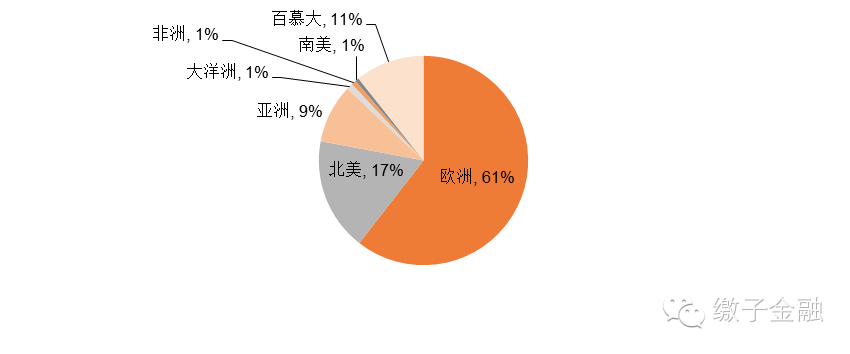 百慕大, 11%
非洲, 1%
南美, 1%
大洋洲, 1%
亚洲, 9%
北美, 17%
欧洲, 61%
缴子金融